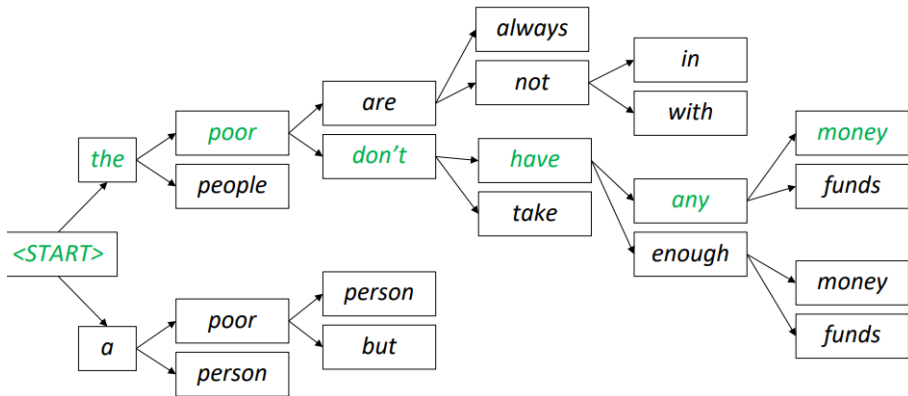 always
in
are
not
with
poor
money
the
don't
have
people
any
funds
take
<START>
enough
person
money
poor
a
but
funds
person